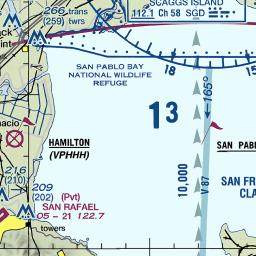 SCAGGS ISLAND
266 trans
112.1 Ch 58 SGD
(259) twrs
SAN PABLO BAY
18
15
NATIONAL WILDLIFE
REFUGE
165°
13
HAMILTON
SAN PAB
(VPHHH)
216
(210)
10,000
V 87
SAN FR
CLA
209
(202) (Pvt)
SAN RAFAEL
05 - 21 122.7
towers